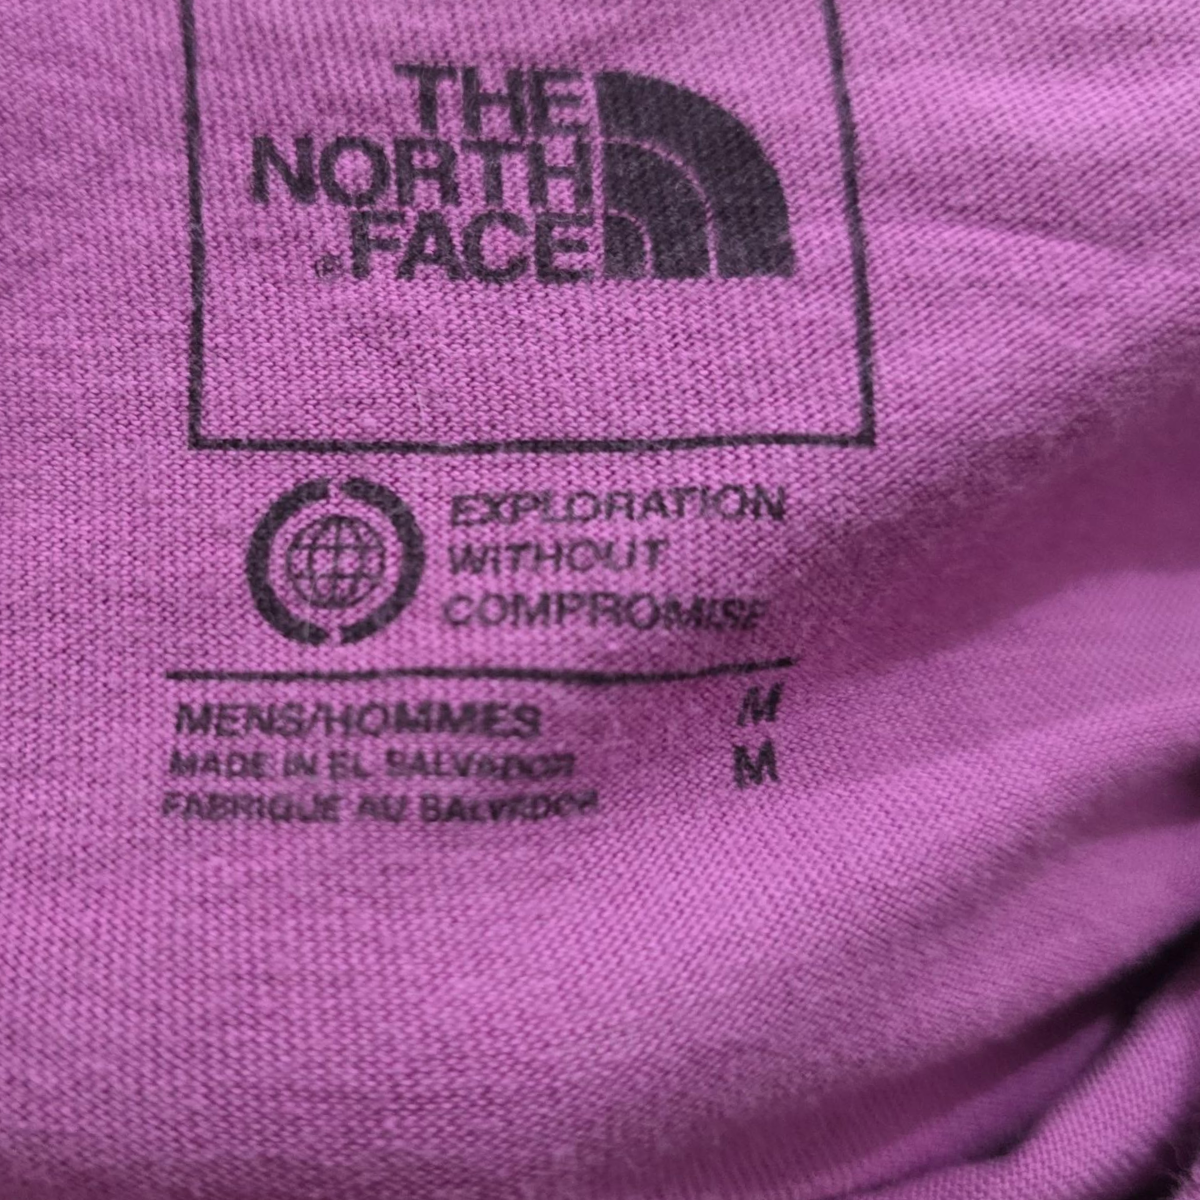 THE
NORTH
FACE®
EXPLORATION
WITHOUT
COMPROMISE
MENS/HOMMES M
MADE IN EL SALVADOR M
FABRIQUE AU SALVADOR